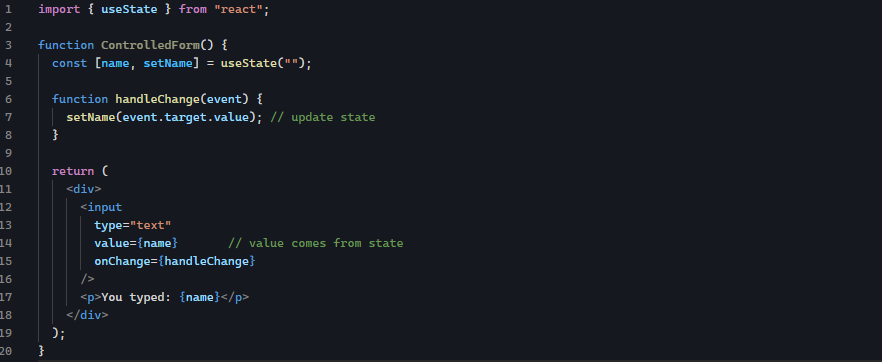 1 import { useState } from "react";
2
3 function ControlledForm() {
4   const [name, setName] = useState("");
5
6   function handleChange(event) {
7     setName(event.target.value); // update state
8   }
9
10   return (
11     <div>
12       <input
13         type="text"
14         value={name}       // value comes from state
15         onChange={handleChange}
16       />
17       <p>You typed: {name}</p>
18     </div>
19   );
20 }